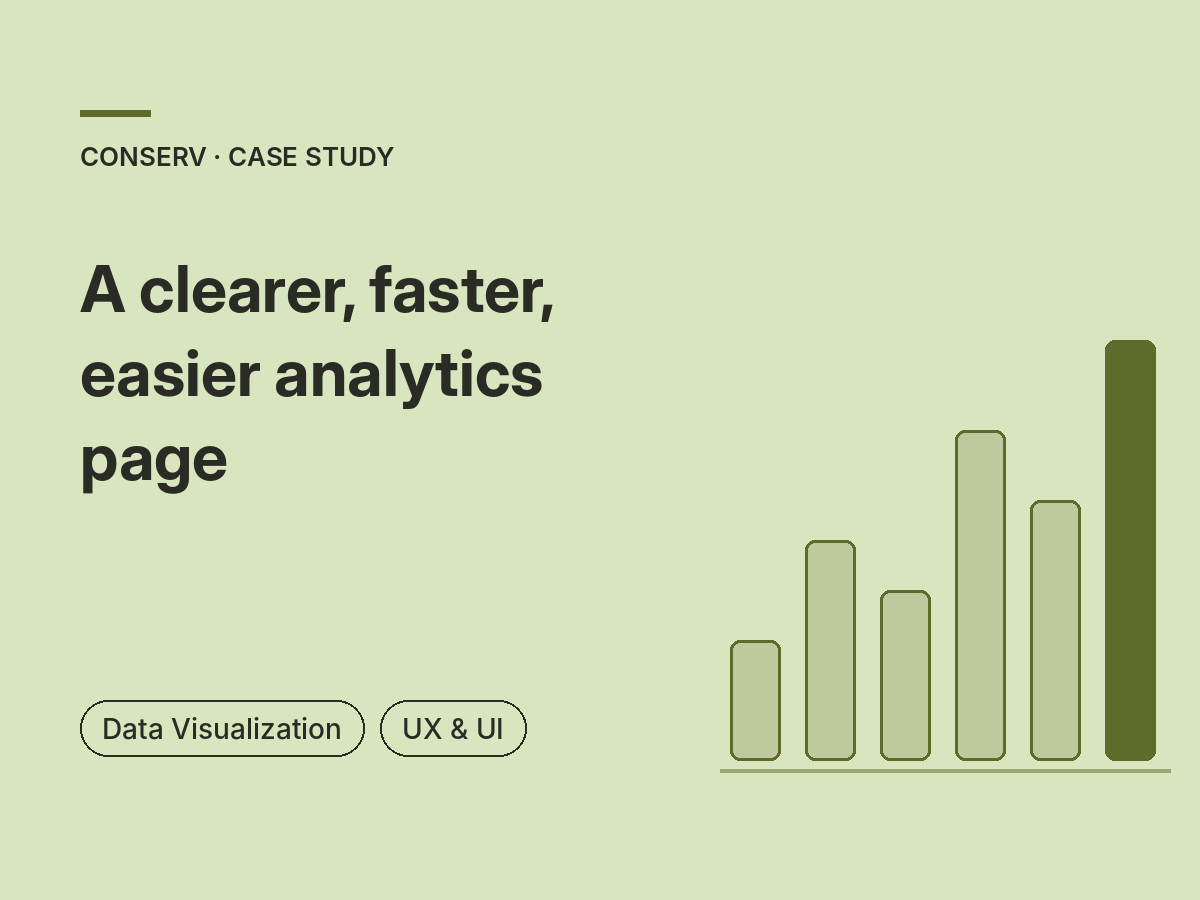 CONSERV · CASE STUDY
A clearer, faster,
easier analytics
page
Data Visualization
UX & UI